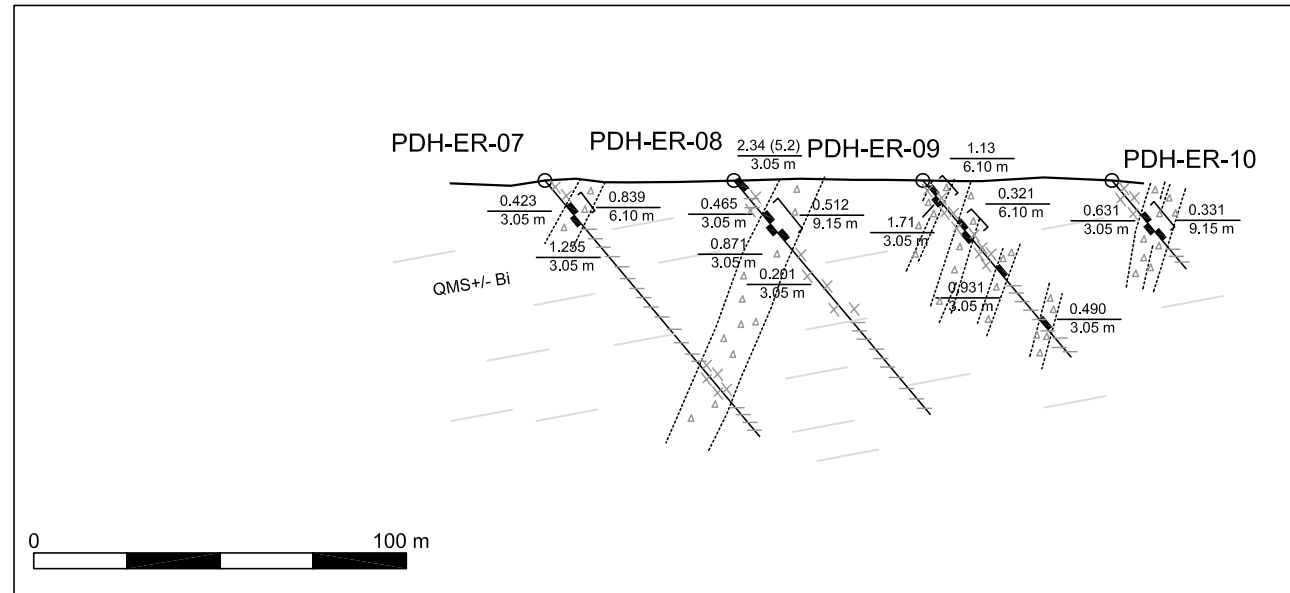 PDH-ER-07
PDH-ER-08
2.34 (5.2)
3.05 m
PDH-ER-09
1.13
6.10 m
PDH-ER-10
0.423
3.05 m
0.839
6.10 m
0.465
3.05 m
0.512
9.15 m
0.321
6.10 m
0.631
3.05 m
0.331
9.15 m
1.71
3.05 m
1.295
3.05 m
0.871
3.05 m
0.201
3.05 m
QMS+/- Bi
0.931
3.05 m
0.490
3.05 m
0
100 m